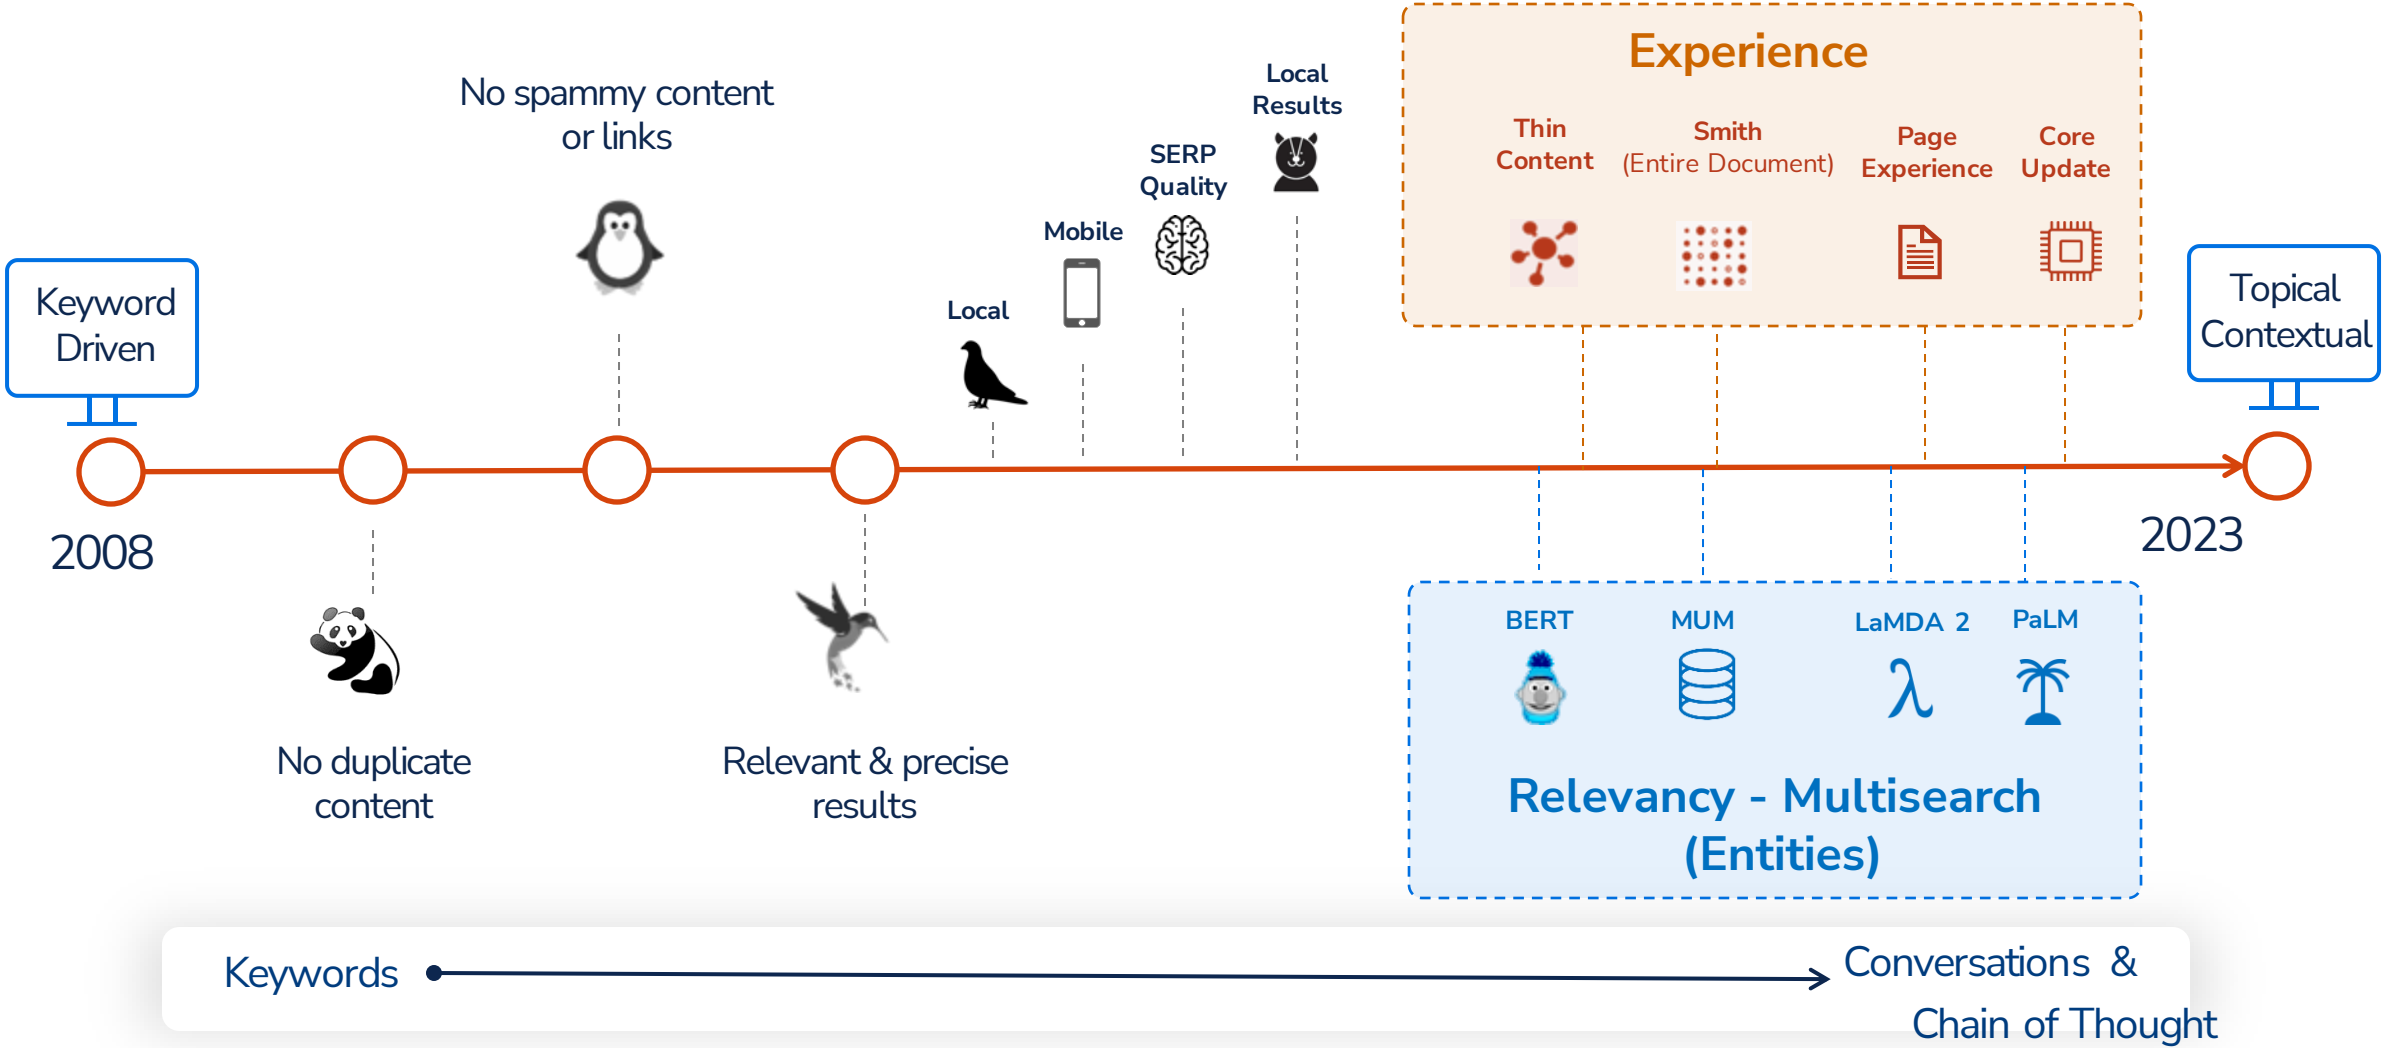 Experience
No spammy content
or links
Local
Results
SERP
Quality
Mobile
Local
Thin
Content
Smith
(Entire Document)
Page
Experience
Core
Update
Keyword
Driven
Topical
Contextual
2008
2023
No duplicate
content
Relevant & precise
results
BERT
MUM
LaMDA 2
PaLM
Relevancy - Multisearch
(Entities)
Keywords
Conversations &
Chain of Thought